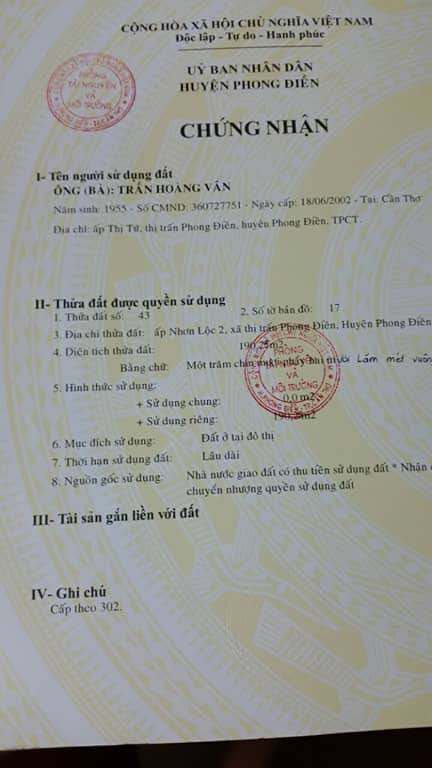 CỘNG HÒA XÃ HỘI CHỦ NGHĨA VIỆT NAM
Độc lập - Tự do - Hạnh phúc
UỶ BAN NHÂN DÂN
HUYỆN PHONG ĐIỀN
PHÒNG
TÀI NGUYÊN
VÀ
MÔI TRƯỜNG
CHỨNG NHẬN
I- Tên người sử dụng đất
ÔNG (BÀ): TRẦN HOÀNG VÂN
Năm sinh: 1955 - Số CMND: 360727751 - Ngày cấp: 18/06/2002 - Tại: Cần Thơ
Địa chỉ: ấp Thị Tứ, thị trấn Phong Điền, huyện Phong Điền, TPCT.
II- Thửa đất được quyền sử dụng
1. Thửa đất số: 43 2. Số tờ bản đồ: 17
3. Địa chỉ thửa đất: ấp Nhơn Lộc 2, xã thị trấn Phong Điền, Huyện Phong Điền
4. Diện tích thửa đất: 190,25m2
Bằng chữ: Một trăm chín mươi phẩy hai mươi Lăm mét vuôn
5. Hình thức sử dụng:
+ Sử dụng chung: 0,0 m2
+ Sử dụng riêng: 190,25m2
PHÒNG
TÀI NGUYÊN
VÀ
MÔI TRƯỜNG
6. Mục đích sử dụng: Đất ở tại đô thị
7. Thời hạn sử dụng đất: Lâu dài
8. Nguồn gốc sử dụng: Nhà nước giao đất có thu tiền sử dụng đất * Nhận
chuyển nhượng quyền sử dụng đất
III- Tài sản gắn liền với đất
IV- Ghi chú
Cấp theo 302.